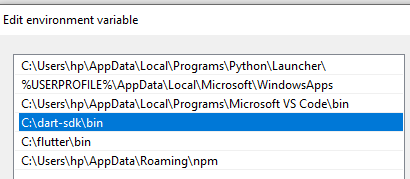 Edit environment variable
C:\Users\hp\AppData\Local\Programs\Python\Launcher\
%USERPROFILE%\AppData\Local\Microsoft\WindowsApps
C:\Users\hp\AppData\Local\Programs\Microsoft VS Code\bin
C:\dart-sdk\bin
C:\flutter\bin
C:\Users\hp\AppData\Roaming\npm